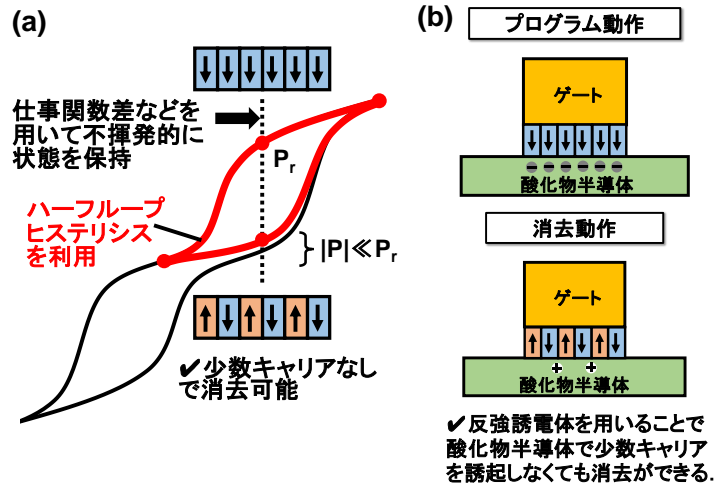 (a)
仕事関数差などを
用いて不揮発的に
状態を保持
Pr
ハーフループ
ヒステリシス
を利用
|P|≪Pr
✔少数キャリアなし
で消去可能
(b)
プログラム動作
ゲート
酸化物半導体
消去動作
ゲート
酸化物半導体
✔反強誘電体を用いることで
酸化物半導体で少数キャリア
を誘起しなくても消去ができる.